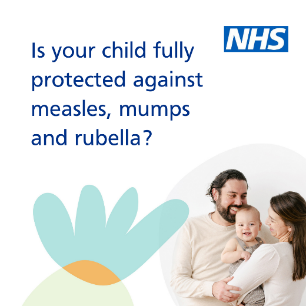 NHS
Is your child fully
protected against
measles, mumps
and rubella?